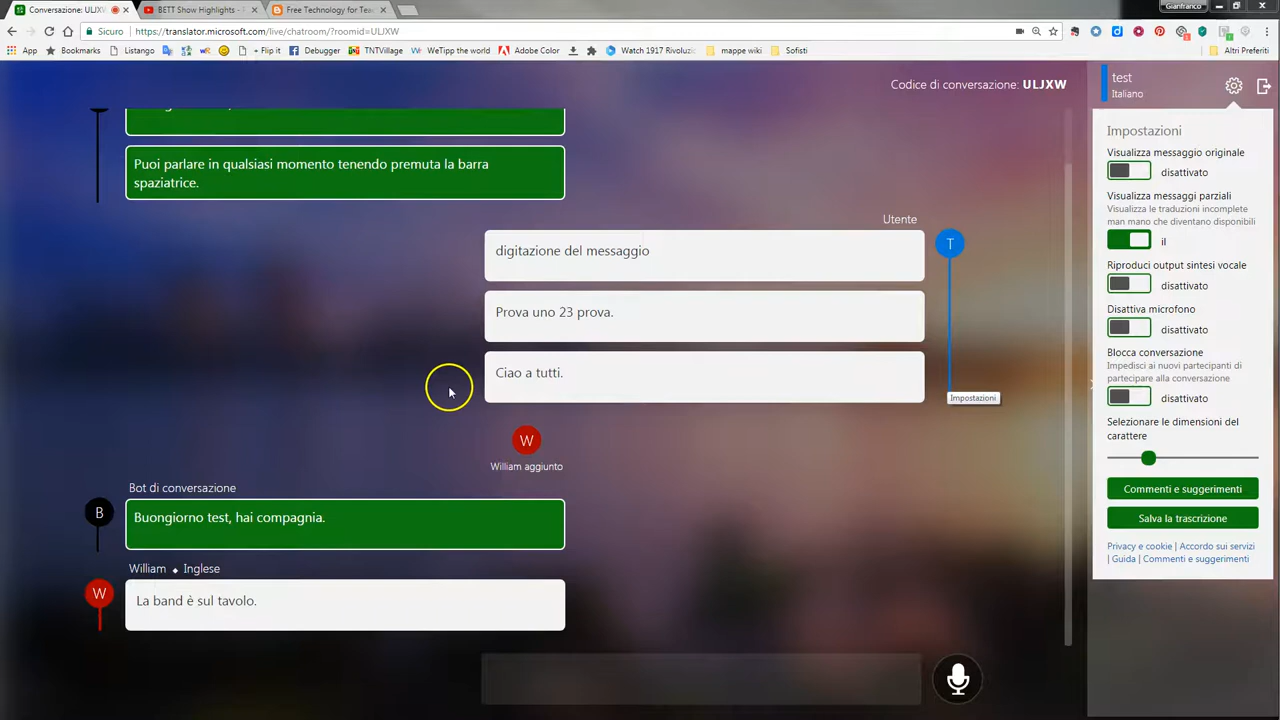 Conversazione: ULJXW
BETT Show Highlights -
Free Technology for Tea
Gianfranco
Sicuro
https://translator.microsoft.com/live/chatroom/?roomid=ULJXW
App
Bookmarks
Listango
Flip it
Debugger
TNTVillage
WeTipp the world
Adobe Color
Watch 1917 Rivoluzi
mappe wiki
Sofisti
Altri Preferiti
Codice di conversazione: ULJXW
Puoi parlare in qualsiasi momento tenendo premuta la barra
spaziatrice.
Utente
T
digitazione del messaggio
Prova uno 23 prova.
Ciao a tutti.
Impostazioni
W
William aggiunto
Bot di conversazione
B
Buongiorno test, hai compagnia.
William ◆ Inglese
W
La band è sul tavolo.
test
Italiano
Impostazioni
Visualizza messaggio originale
disattivato
Visualizza messaggi parziali
Visualizza le traduzioni incomplete
man mano che diventano disponibili
il
Riproduci output sintesi vocale
disattivato
Disattiva microfono
disattivato
Blocca conversazione
Impedisci ai nuovi partecipanti di
partecipare alla conversazione
disattivato
Selezionare le dimensioni del
carattere
Commenti e suggerimenti
Salva la trascrizione
Privacy e cookie | Accordo sui servizi
| Guida | Commenti e suggerimenti